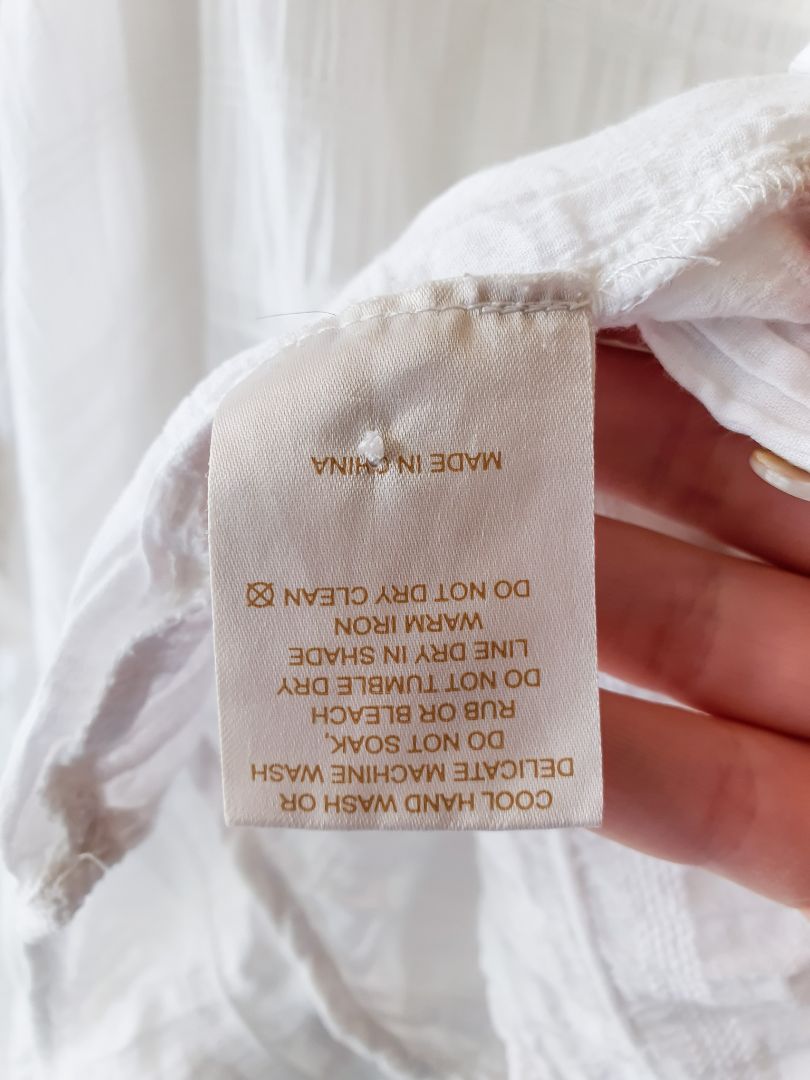 COOL HAND WASH OR
DELICATE MACHINE WASH
DO NOT SOAK,
RUB OR BLEACH
DO NOT TUMBLE DRY
LINE DRY IN SHADE
WARM IRON
DO NOT DRY CLEAN
MADE IN CHINA